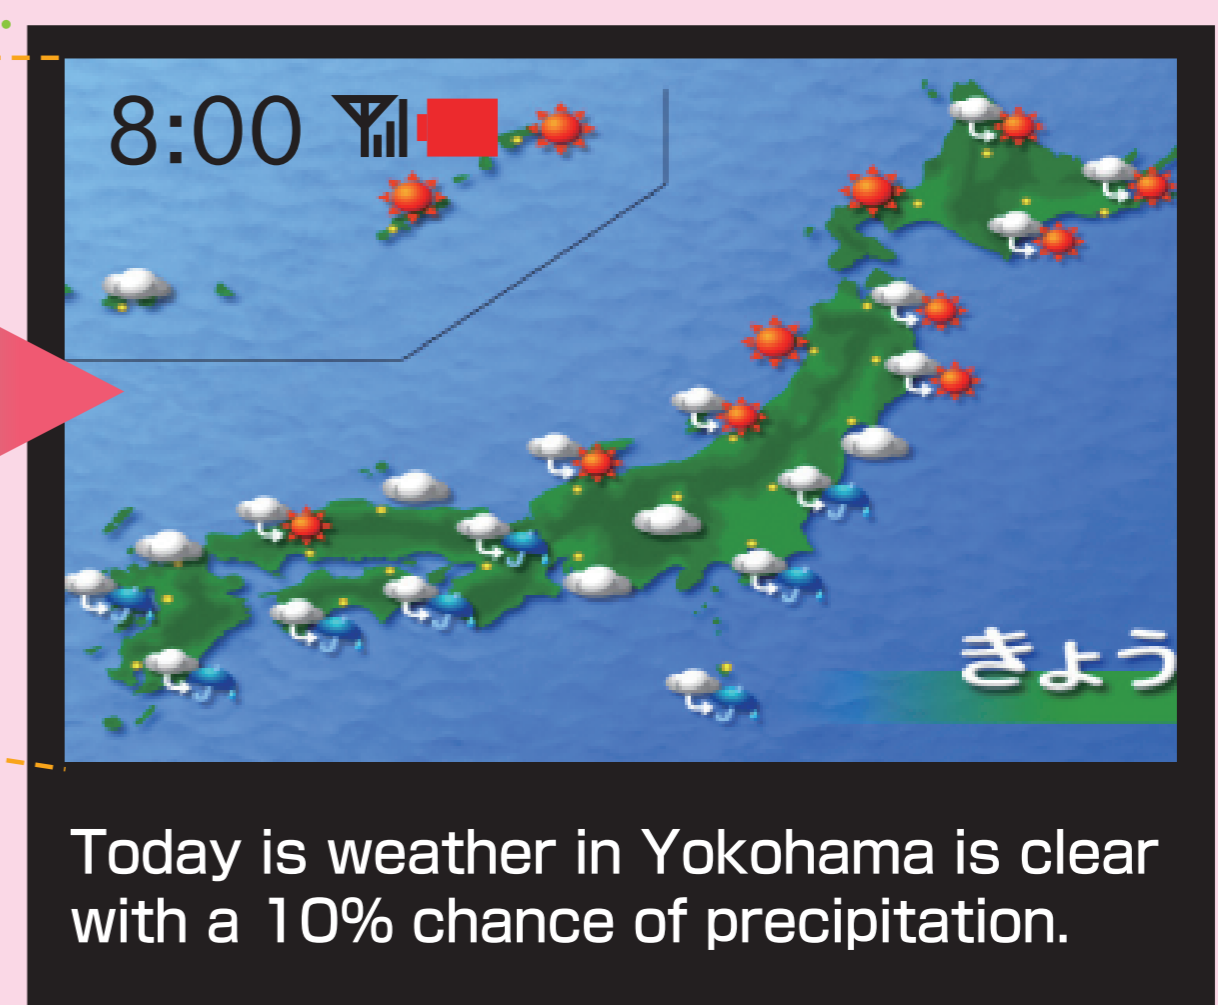 8:00
きょう
Today is weather in Yokohama is clear
with a 10% chance of precipitation.